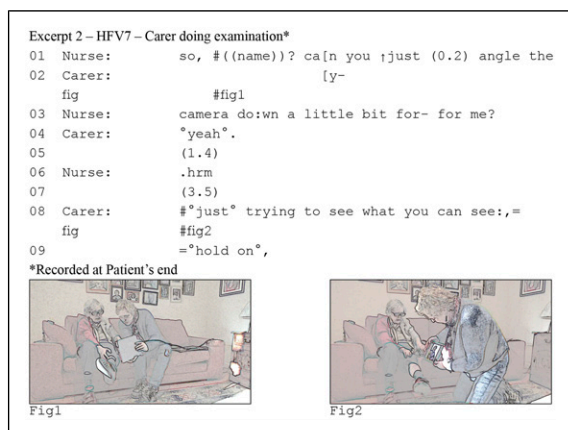 Excerpt 2 – HFV7 – Carer doing examination*
01 Nurse: so, #((name))? ca[n you ↑just (0.2) angle the
02 Carer: [y-
fig #fig1
03 Nurse: camera do:wn a little bit for- for me?
04 Carer: °yeah°.
05 (1.4)
06 Nurse: .hrm
07 (3.5)
08 Carer: #°just° trying to see what you can see:,=
fig #fig2
09 =°hold on°,
*Recorded at Patient's end
Fig1 Fig2